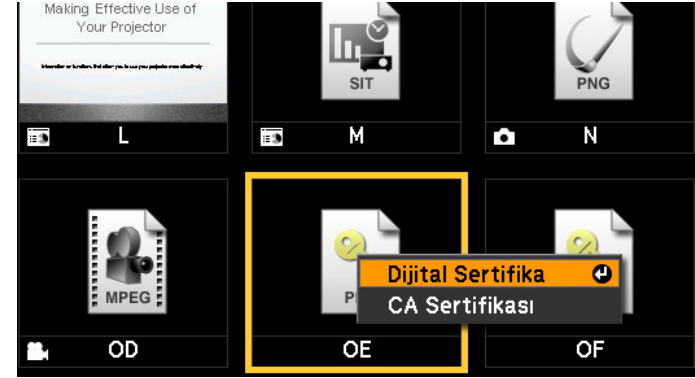 Making Effective Use of
Your Projector
SIT
PNG
L
M
N
MPEG
Dijital Sertifika
CA Sertifikası
OD
OE
OF